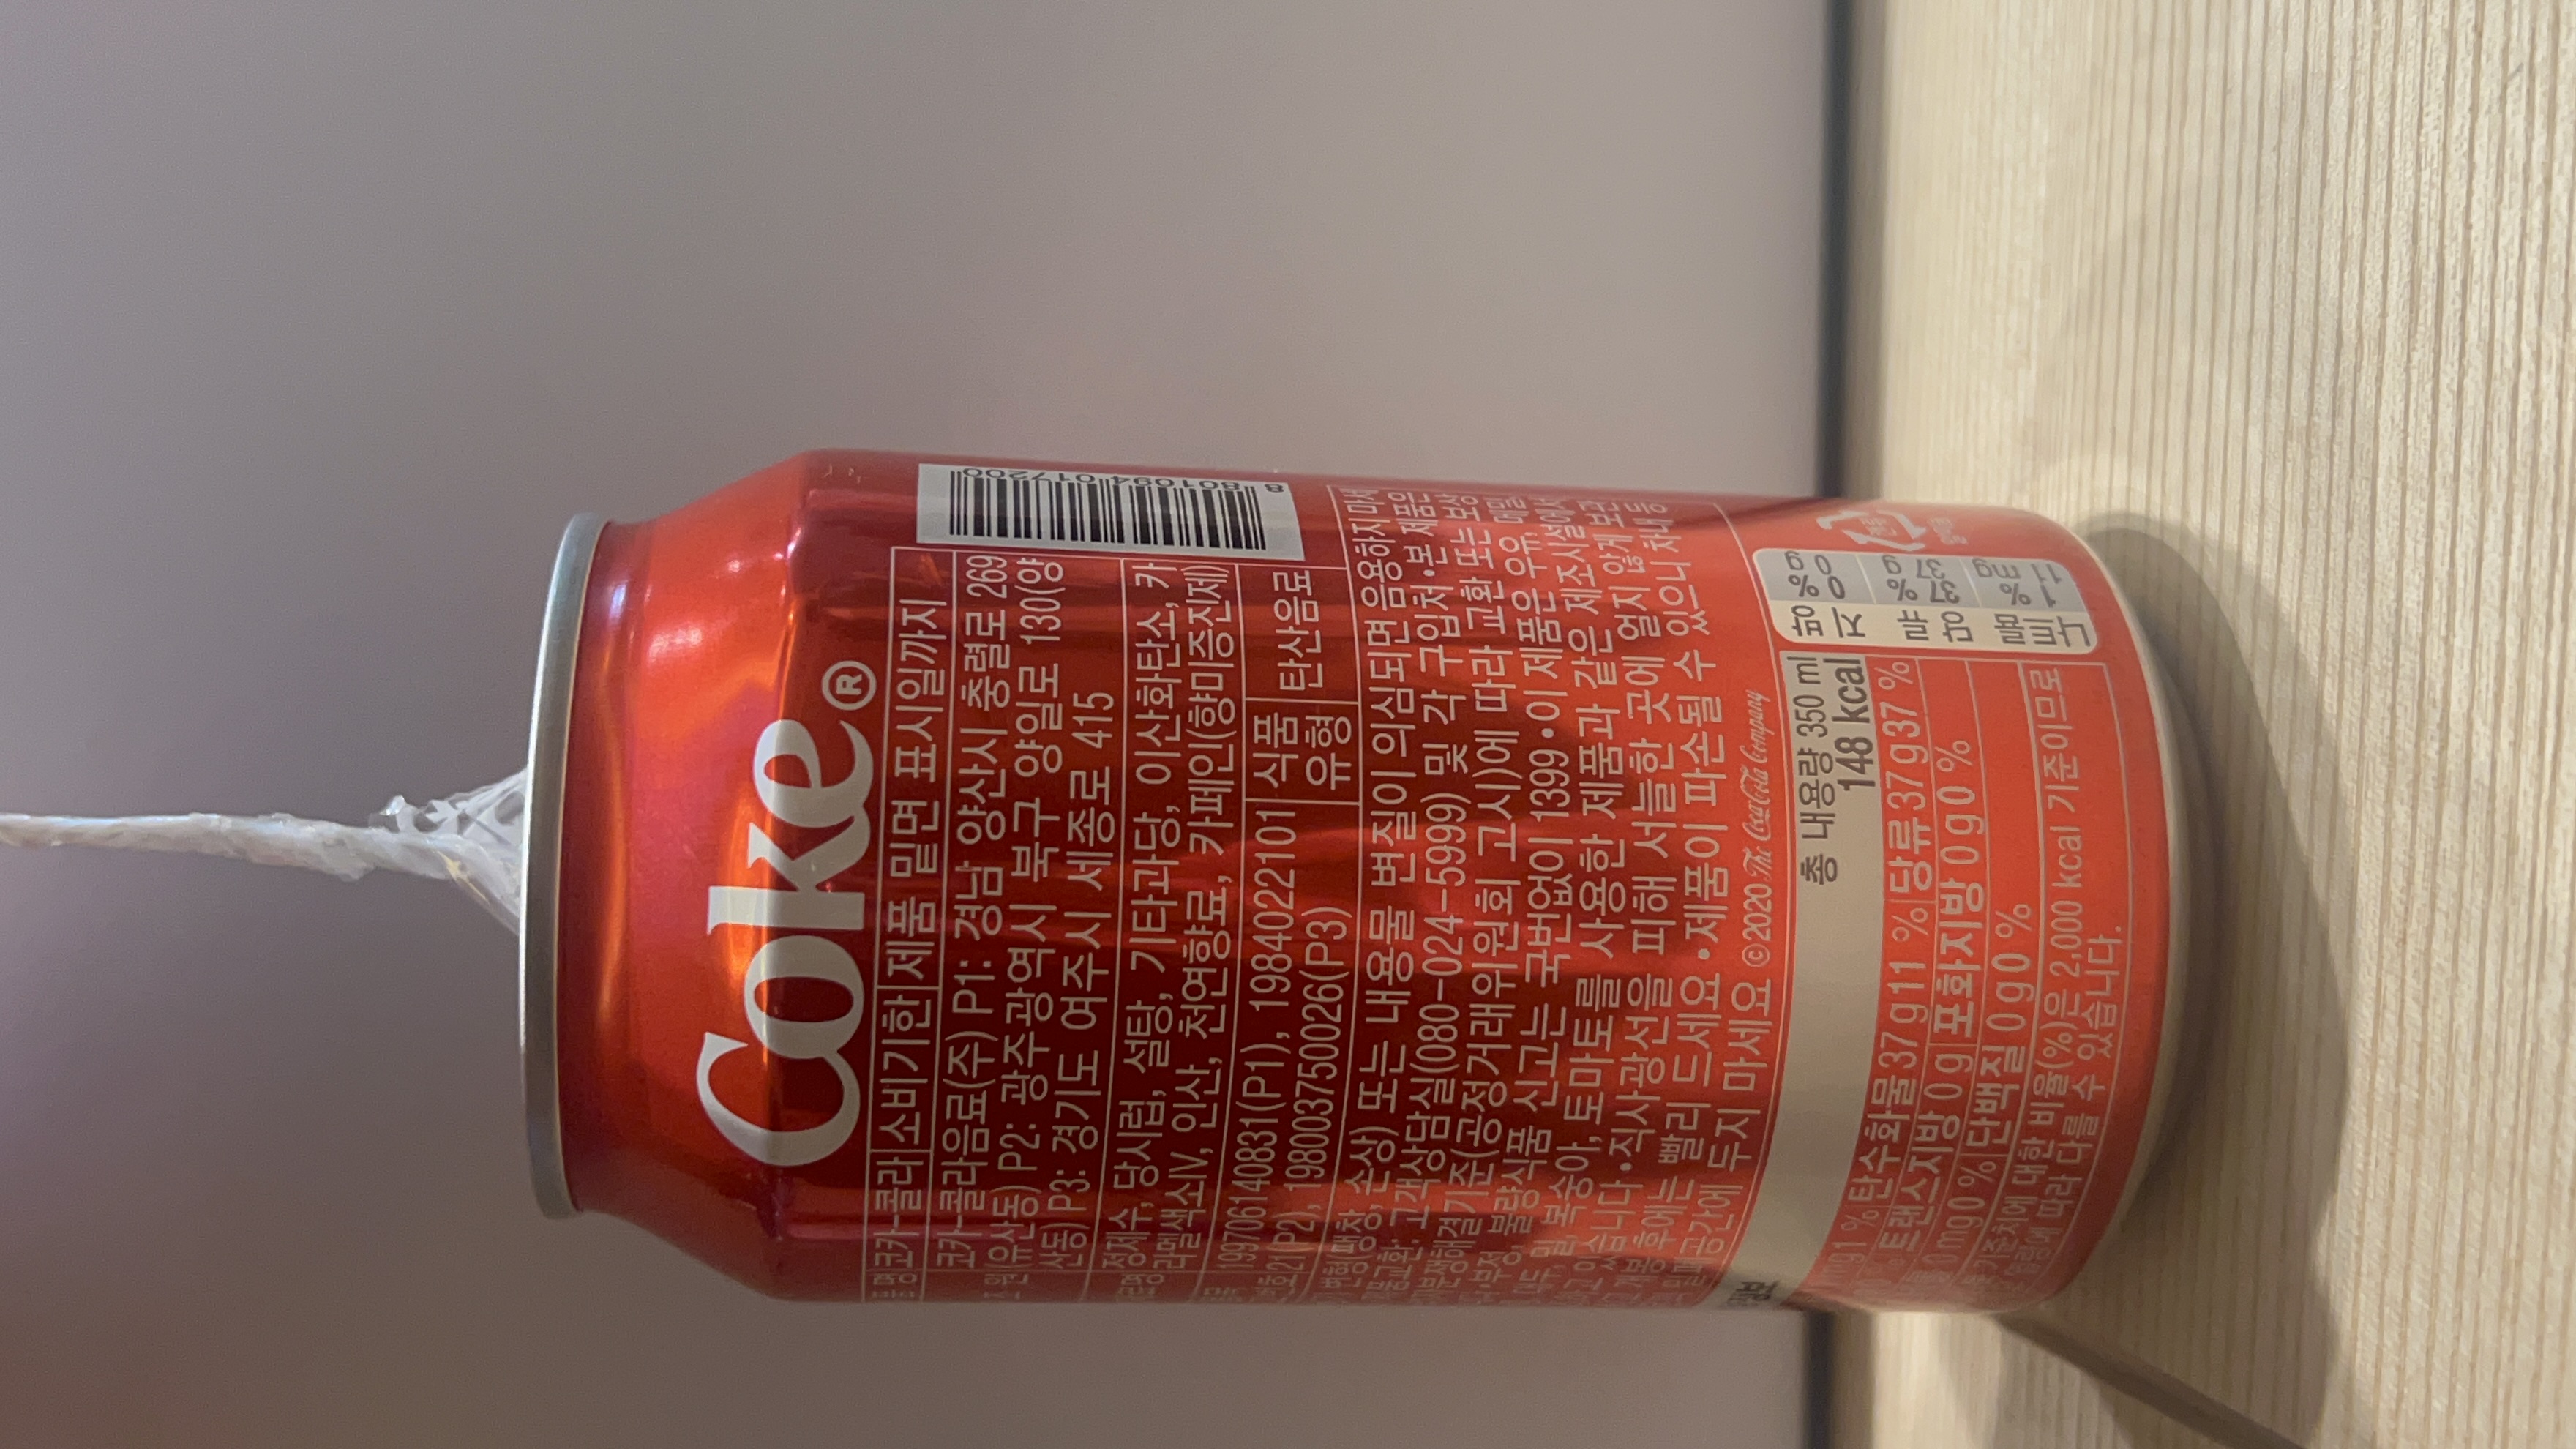 Coke®
명 코카-콜라 소비기한 제품 밑면 표시일까지
코카-콜라음료(주) P1: 경남 양산시 충렬로 269
원 (유산동) P2: 광주광역시 북구 양일로 130(양
산동) P3: 경기도 여주시 세종로 415
정제수, 당시럽, 설탕, 기타과당, 이산화탄소, 카
라멜색소IV, 인산, 천연향료, 카페인(향미증진제)
199706140831(P1), 1984022101
21(P2), 198003750026(P3)
식품
유형
탄산음료
8801094017200
변형(팽창, 손상) 또는 내용물 변질이 의심되면 음용하지 마세
제품교환: 고객상담실(080-024-5999) 및 각 구입처•본 제품은
분쟁해결기준(공정거래위원회 고시)에 따라 교환 또는 보상
•부정, 불량식품 신고는 국번없이 1399•이 제품은 우유, 메밀,
대두, 밀, 복숭아, 토마토를 사용한 제품과 같은 제조시설에서
있습니다•직사광선을 피해 서늘한 곳에 얼지 않게 보관
개봉 후에는 빨리 드세요•제품이 파손될 수 있으니 차내 등
밀폐공간에 두지 마세요 ©2020 The Coca-Cola Company
총 내용량 350 ml
148 kcal
1 % 탄수화물 37 g 11 % 당류 37 g 37 %
트랜스지방 0 g 포화지방 0 g 0 %
0 mg 0 % 단백질 0 g 0 %
기준치에 대한 비율(%)은 2,000 kcal 기준이므로
따라 다를 수 있습니다.
나트륨 당류 지방
1 % 37 % 0 %
11 mg 37 g 0 g